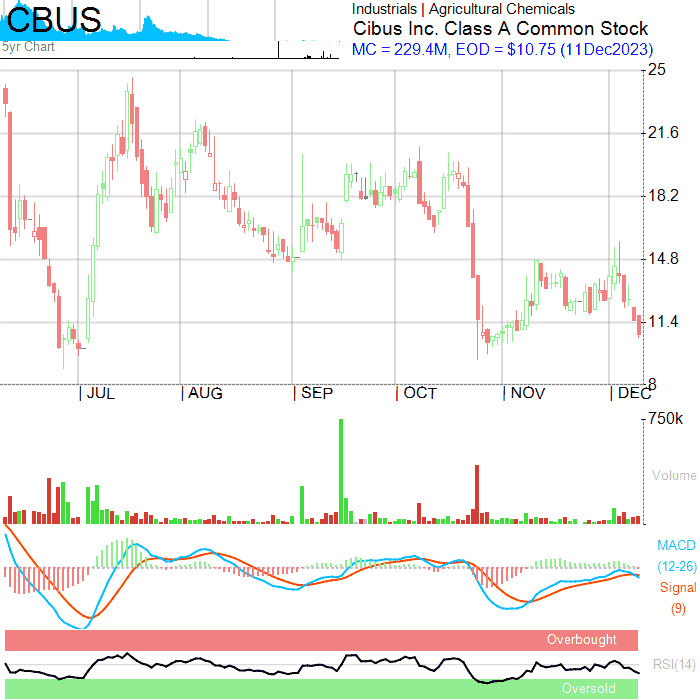 CBUS
5yr Chart
Industrials | Agricultural Chemicals
Cibus Inc. Class A Common Stock
MC = 229.4M, EOD = $10.75 (11Dec2023)
25
21.6
18.2
14.8
11.4
8
JUL AUG SEP OCT NOV DEC
750k
Volume
MACD
(12-26)
Signal
(9)
Overbought
RSI(14)
Oversold